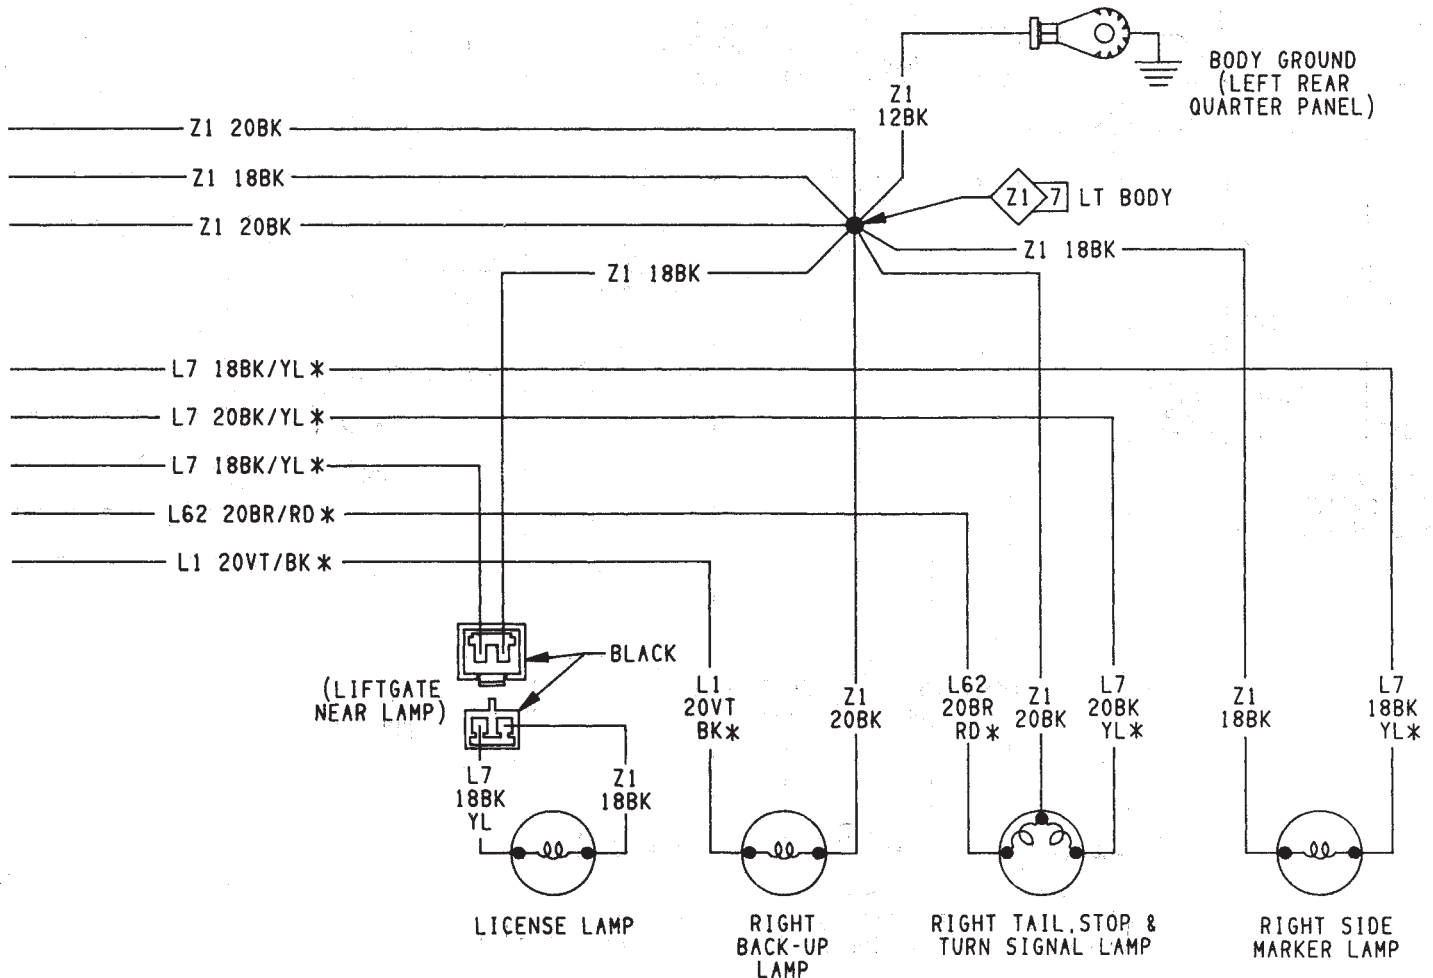 BODY GROUND
(LEFT REAR
QUARTER PANEL)
Z1
12BK
Z1 20BK
Z1 18BK
Z1 7 LT BODY
Z1 20BK
Z1 18BK
Z1 18BK
L7 18BK/YL*
L7 20BK/YL*
L7 18BK/YL*
L62 20BR/RD*
L1 20VT/BK*
BLACK
(LIFTGATE
NEAR LAMP)
L1
20VT
BK*
Z1
20BK
L62
20BR
RD*
Z1
20BK
L7
20BK
YL*
Z1
18BK
L7
18BK
YL*
L7
18BK
YL
Z1
18BK
LICENSE LAMP
RIGHT
BACK-UP
LAMP
RIGHT TAIL,STOP &
TURN SIGNAL LAMP
RIGHT SIDE
MARKER LAMP